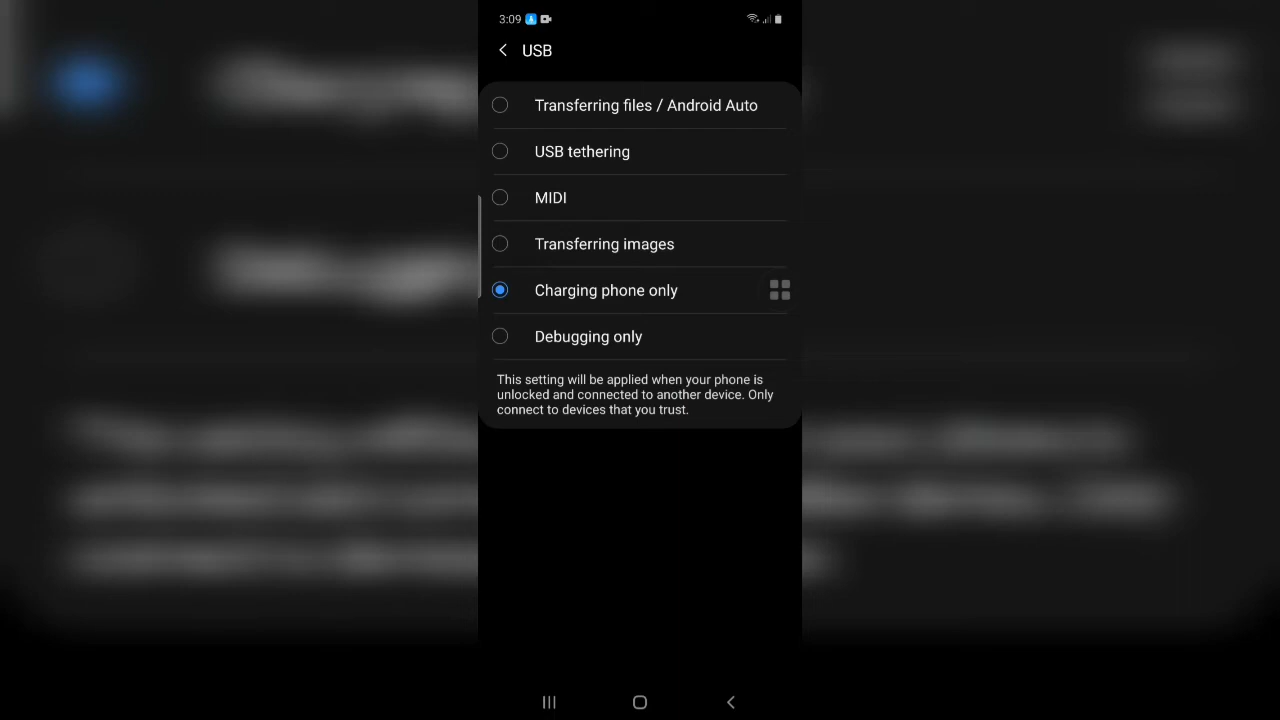 3:09
USB
Transferring files / Android Auto
USB tethering
MIDI
Transferring images
Charging phone only
Debugging only
This setting will be applied when your phone is
unlocked and connected to another device. Only
connect to devices that you trust.